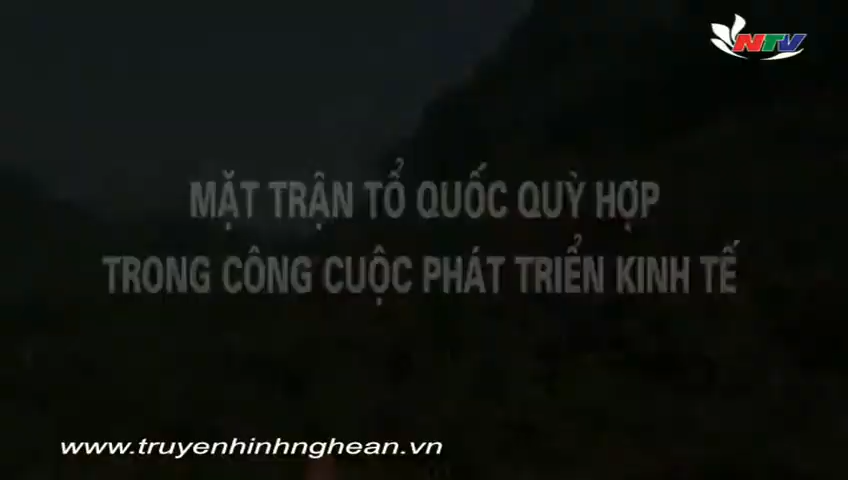 NTV
MẶT TRẬN TỔ QUỐC QUỲ HỢP
TRONG CÔNG CUỘC PHÁT TRIỂN KINH TẾ
www.truyenhinhnghean.vn